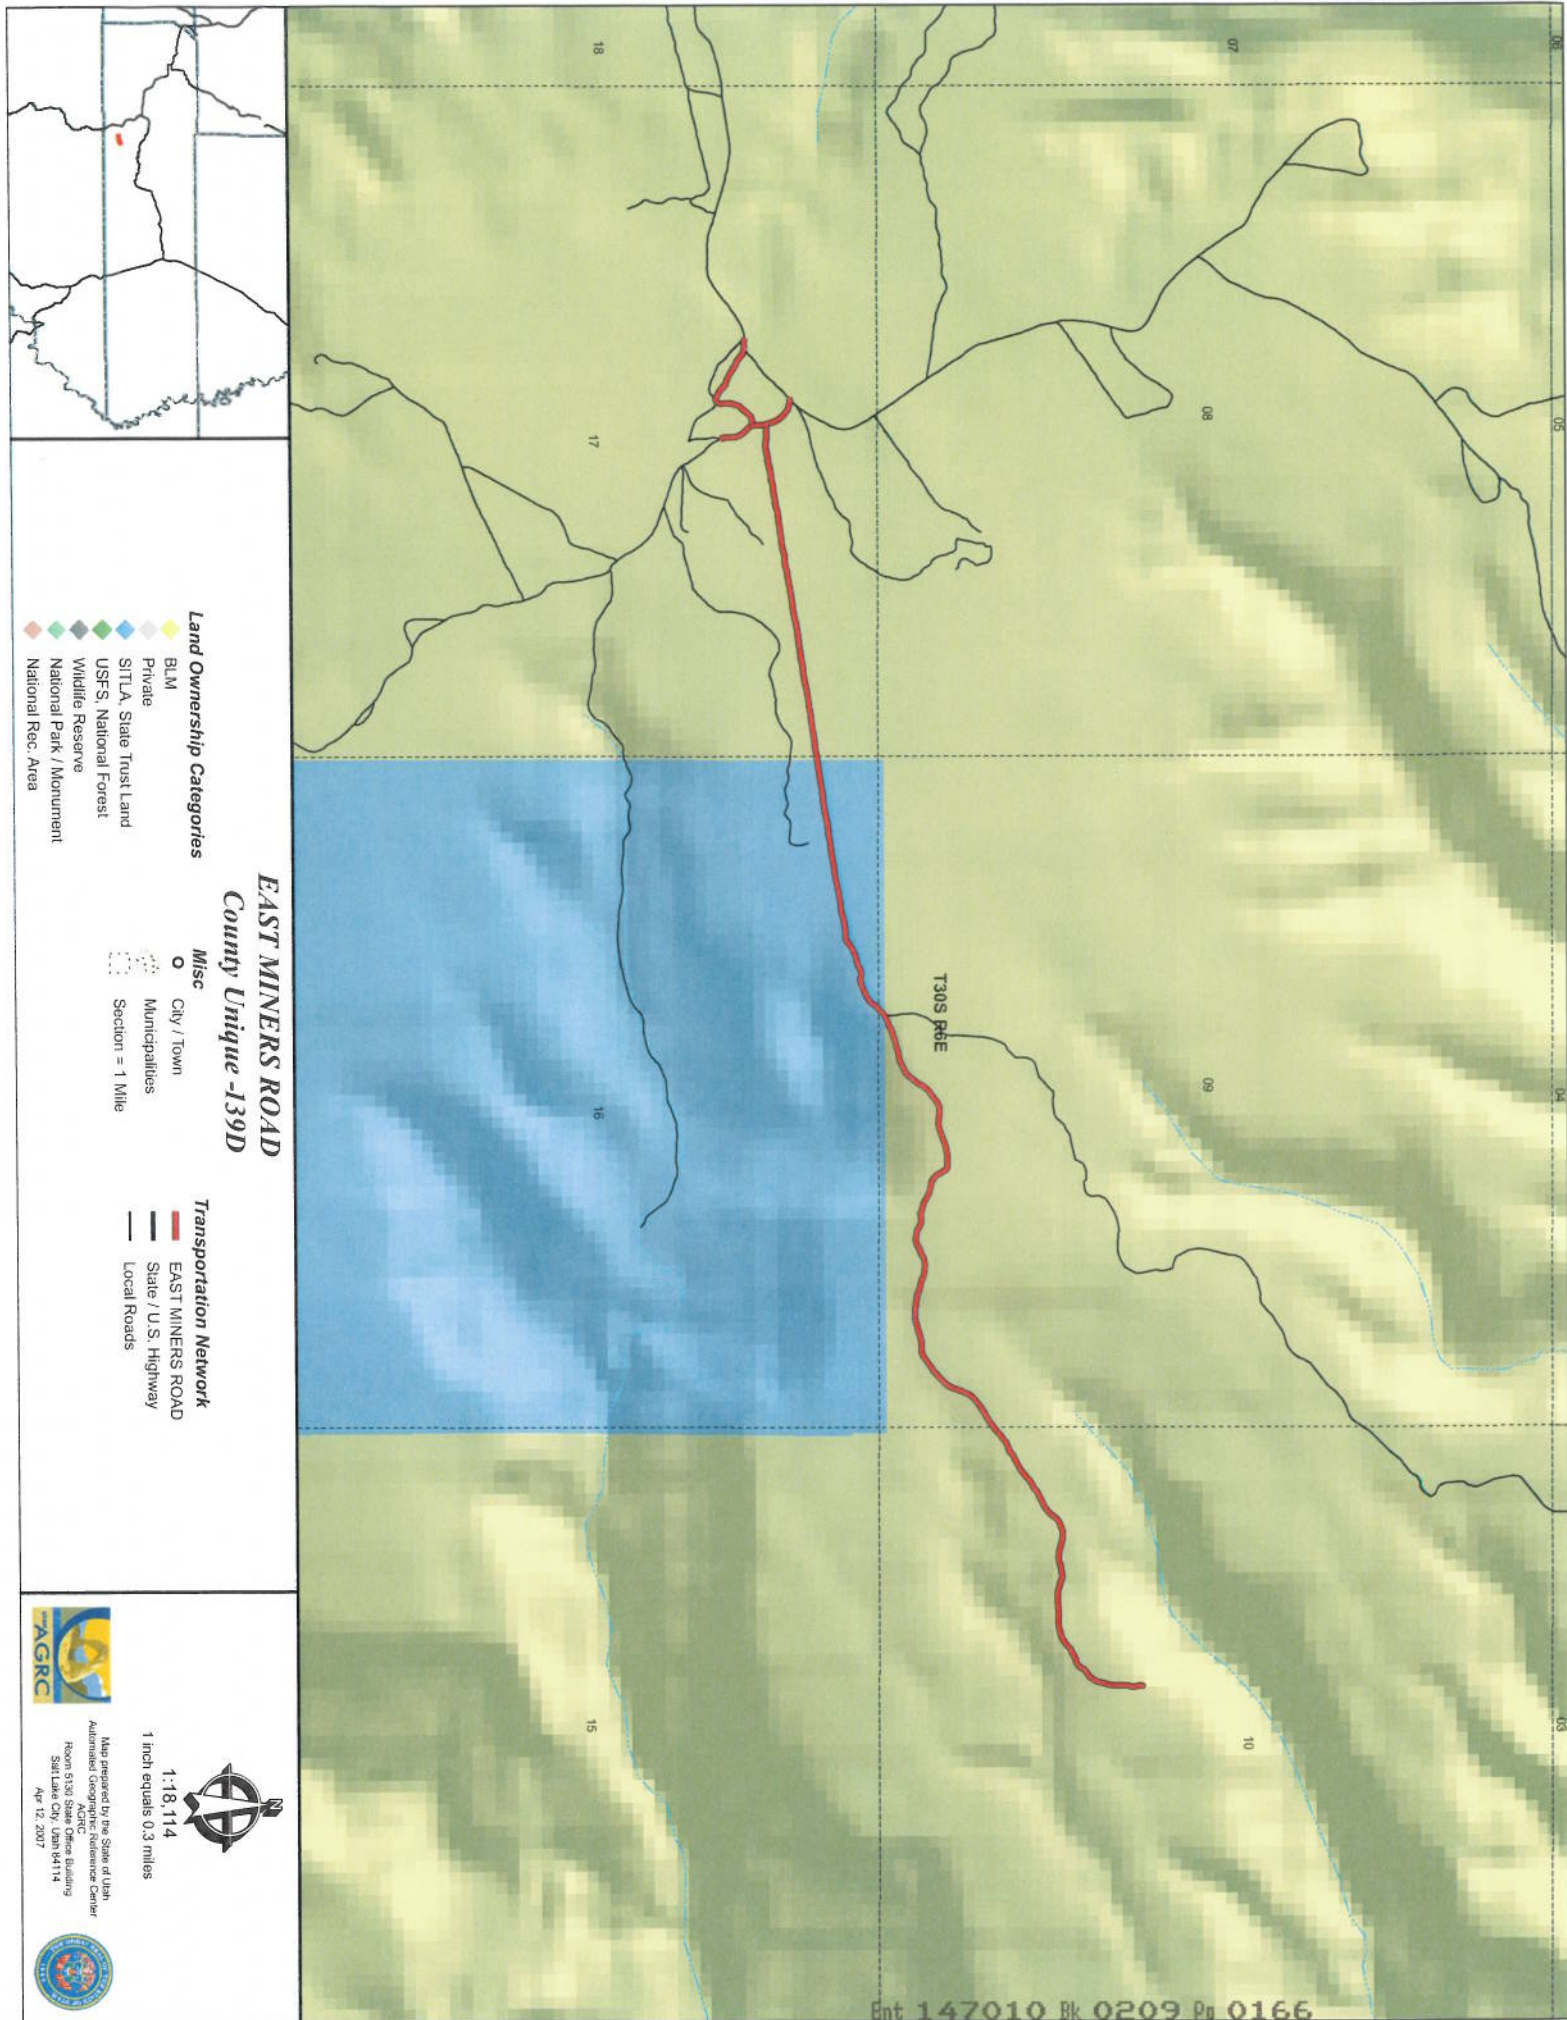 06
05
04
03
07
08
09
10
T30S R6E
18
17
16
15
EAST MINERS ROAD
County Unique -139D
Land Ownership Categories
BLM
Private
SITLA, State Trust Land
USFS, National Forest
Wildlife Reserve
National Park / Monument
National Rec. Area
Misc
City / Town
Municipalities
Section = 1 Mile
Transportation Network
EAST MINERS ROAD
State / U.S. Highway
Local Roads
N
1:18,114
1 inch equals 0.3 miles
AGRC
Map prepared by the State of Utah
Automated Geographic Reference Center
AGRC
Room 5130 State Office Building
Salt Lake City, Utah 84114
Apr 12, 2007
Ent 147010 Bk 0209 Pg 0166